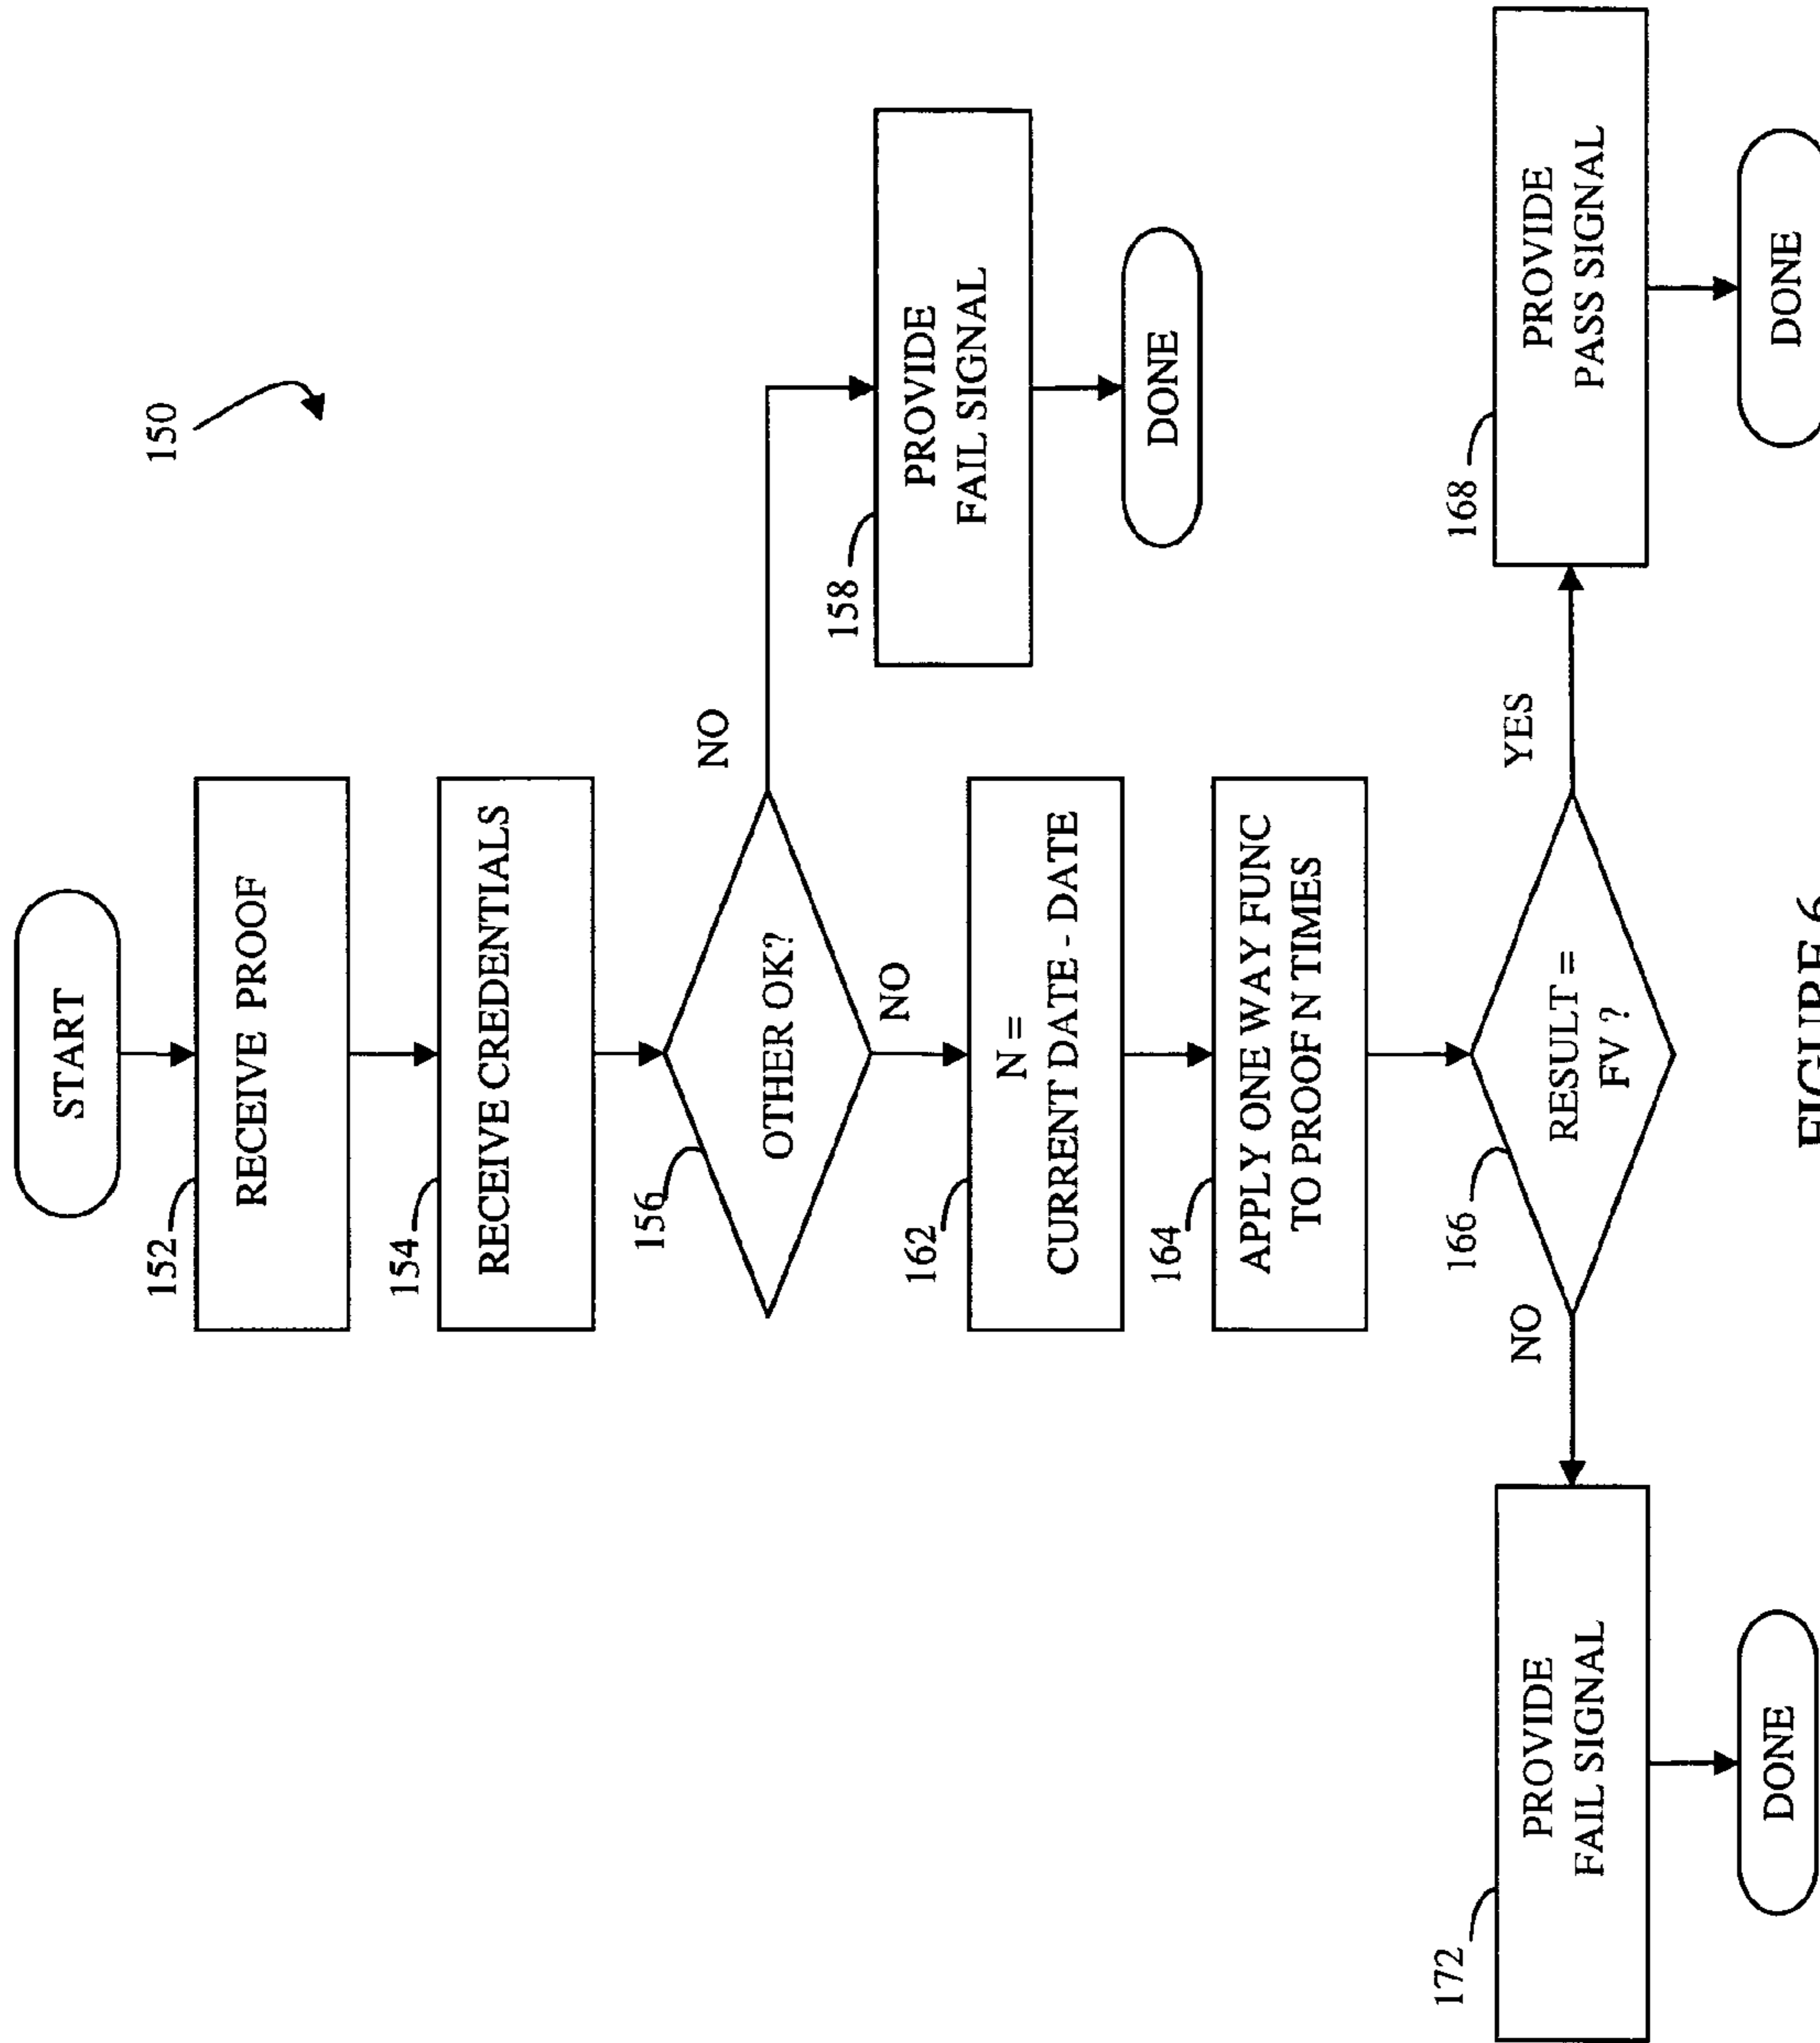 150
START
152
RECEIVE PROOF
154
RECEIVE CREDENTIALS
156
OTHER OK?
NO
NO
158
PROVIDE
FAIL SIGNAL
DONE
162
N =
CURRENT DATE - DATE
164
APPLY ONE WAY FUNC
TO PROOF N TIMES
166
RESULT =
FV ?
NO
YES
172
PROVIDE
FAIL SIGNAL
DONE
168
PROVIDE
PASS SIGNAL
DONE
FIGURE 6